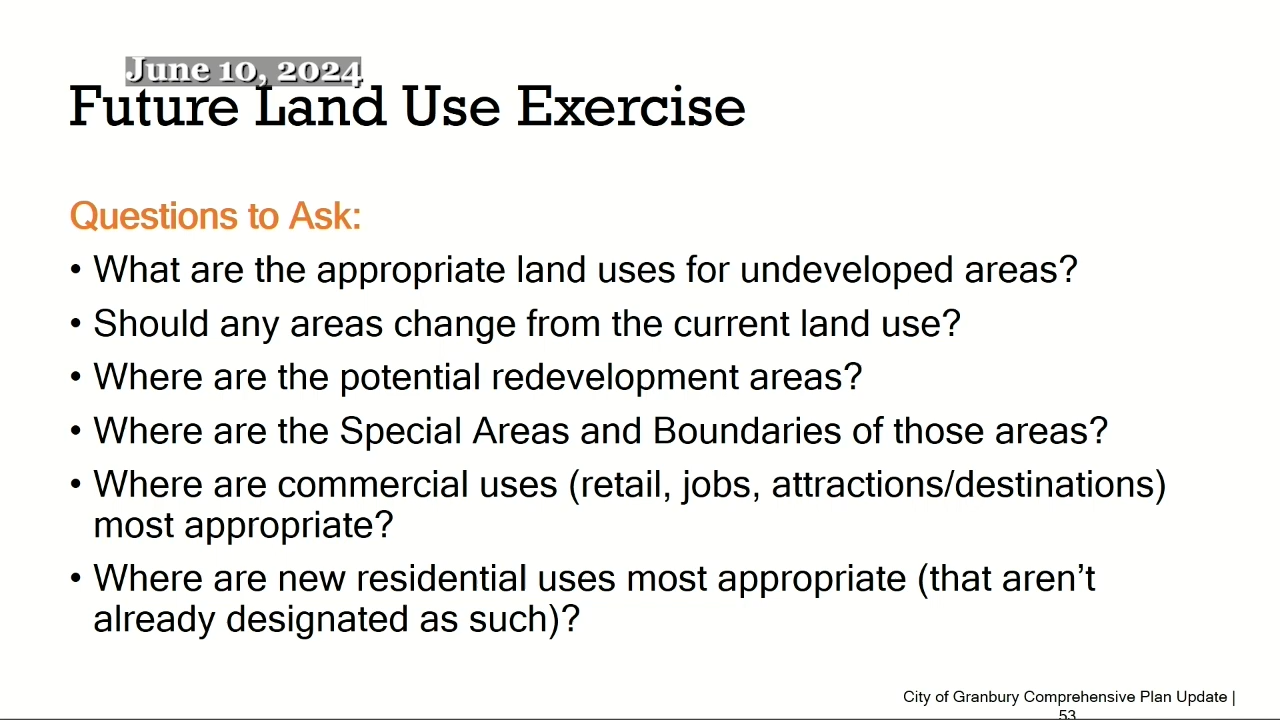 June 10, 2024
Future Land Use Exercise
Questions to Ask:
• What are the appropriate land uses for undeveloped areas?
• Should any areas change from the current land use?
• Where are the potential redevelopment areas?
• Where are the Special Areas and Boundaries of those areas?
• Where are commercial uses (retail, jobs, attractions/destinations)
most appropriate?
• Where are new residential uses most appropriate (that aren’t
already designated as such)?
City of Granbury Comprehensive Plan Update |
53